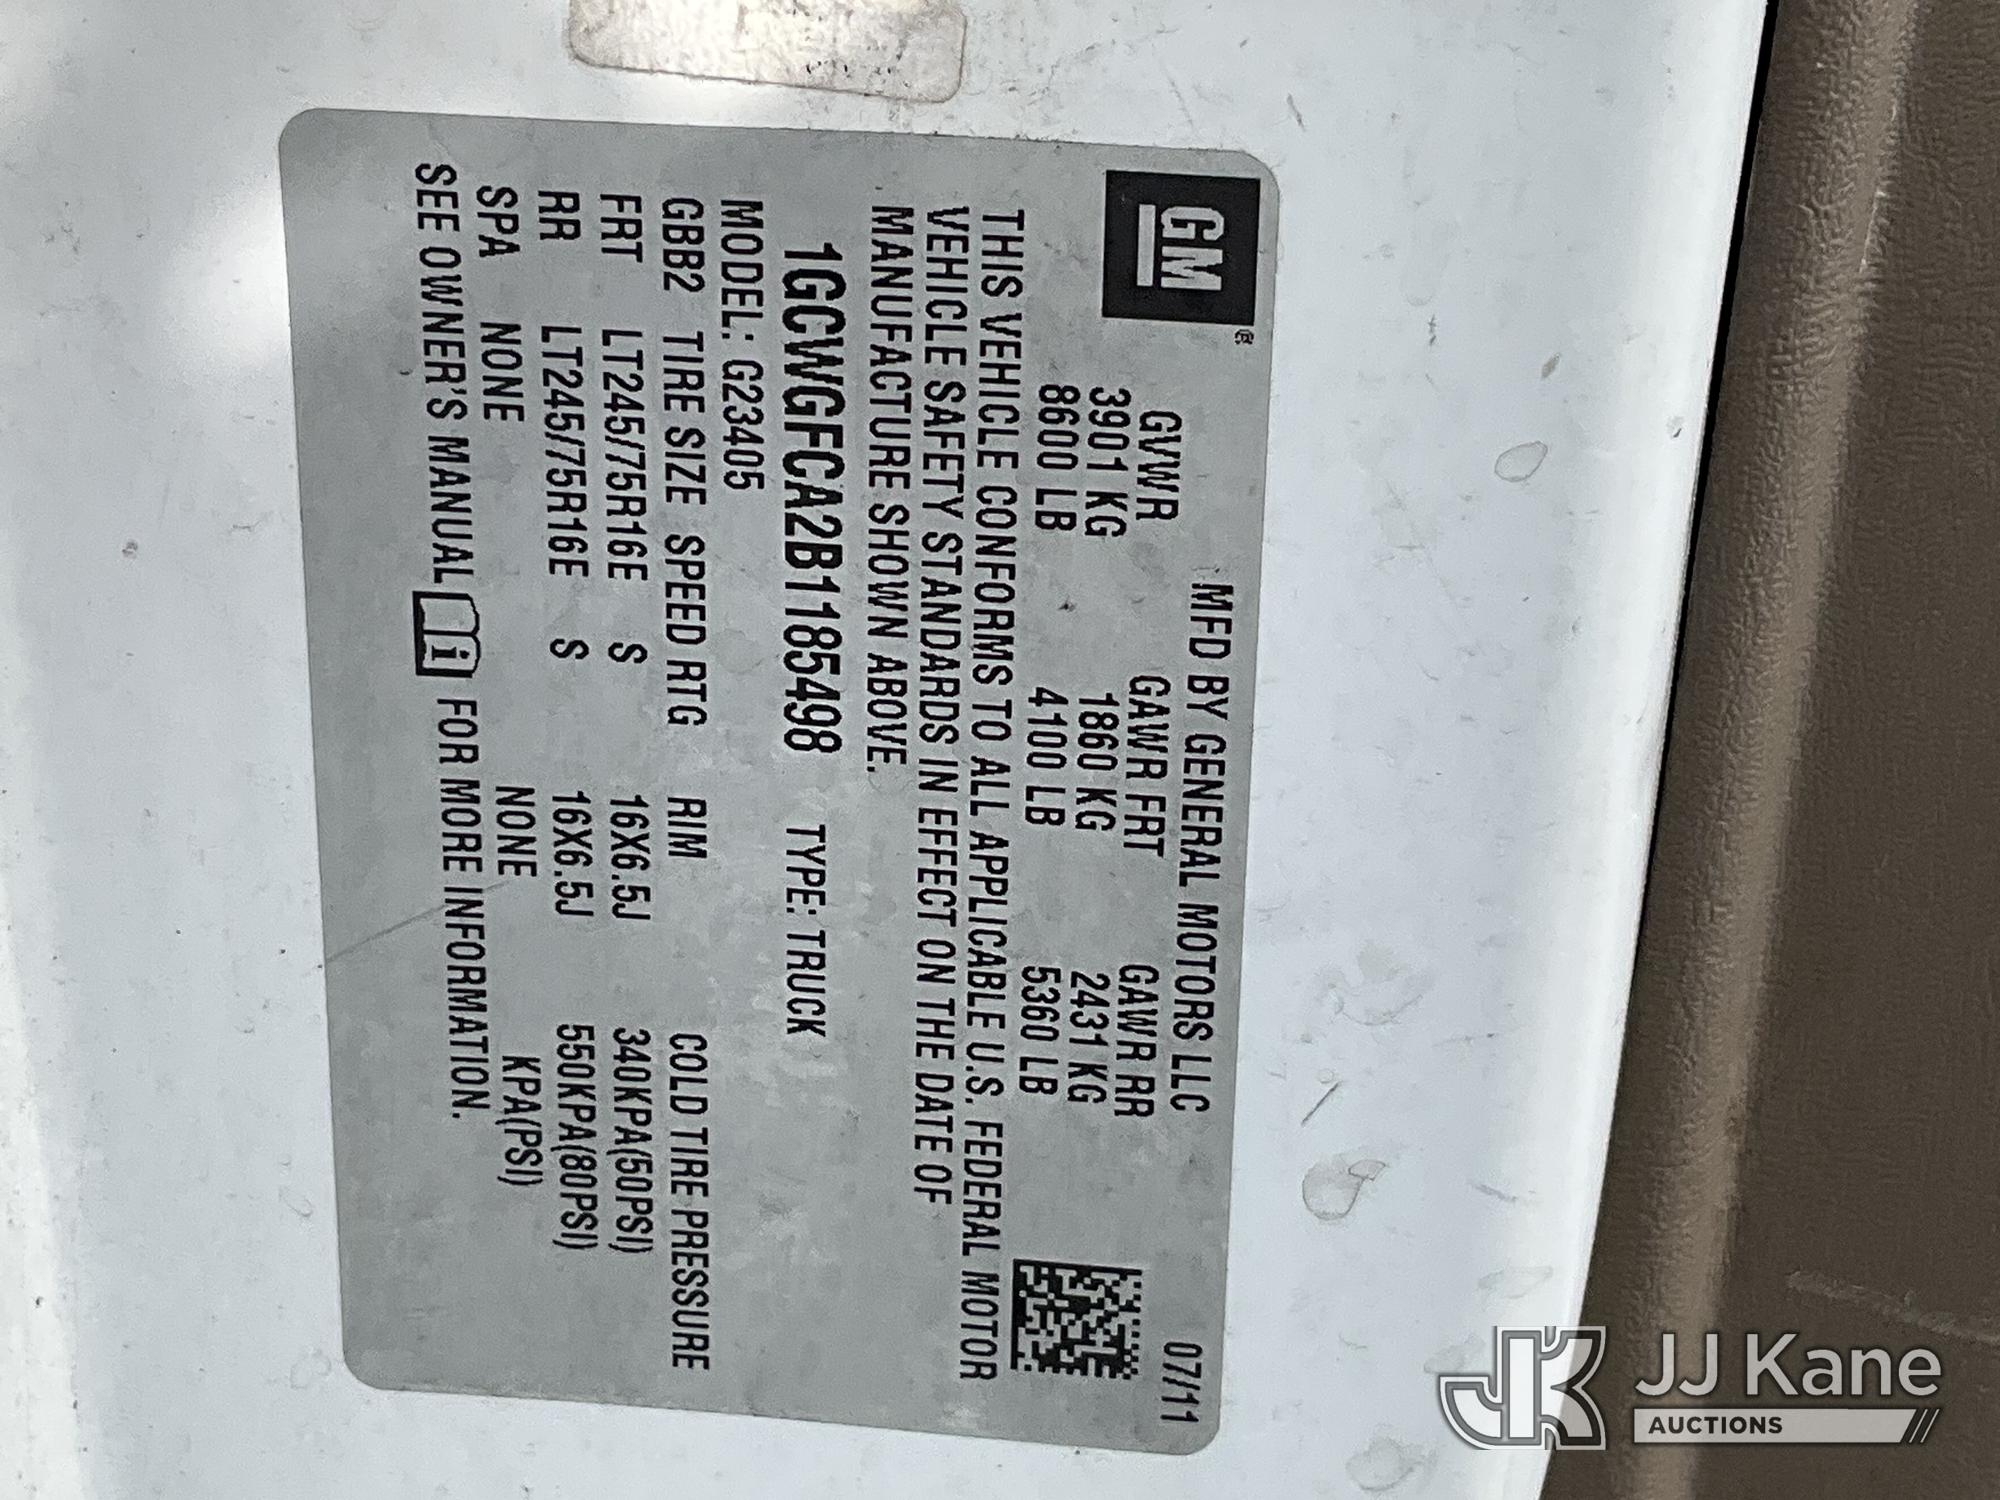 GM
MFD BY GENERAL MOTORS LLC 07/11
GVWR GAWR FRT GAWR RR
3901 KG 1860 KG 2431 KG
8600 LB 4100 LB 5360 LB
THIS VEHICLE CONFORMS TO ALL APPLICABLE U.S. FEDERAL MOTOR
VEHICLE SAFETY STANDARDS IN EFFECT ON THE DATE OF
MANUFACTURE SHOWN ABOVE.
1GCWGFCA2B1185498 TYPE: TRUCK
MODEL: G23405
GBB2 TIRE SIZE SPEED RTG RIM COLD TIRE PRESSURE
FRT LT245/75R16E S 16X6.5J 340KPA(50PSI)
RR LT245/75R16E S 16X6.5J 550KPA(80PSI)
SPA NONE NONE KPA(PSI)
SEE OWNER'S MANUAL i FOR MORE INFORMATION.
JK JJ Kane
AUCTIONS